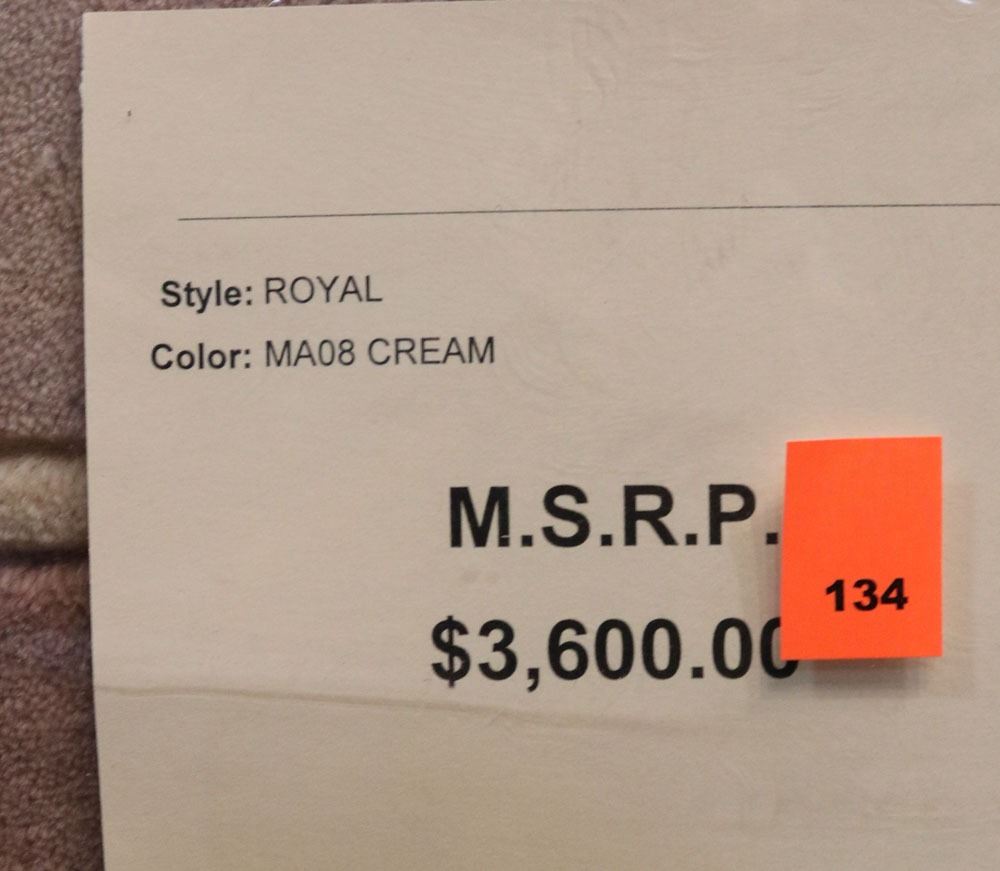 Style: ROYAL
Color: MA08 CREAM
M.S.R.P.
$3,600.00
134